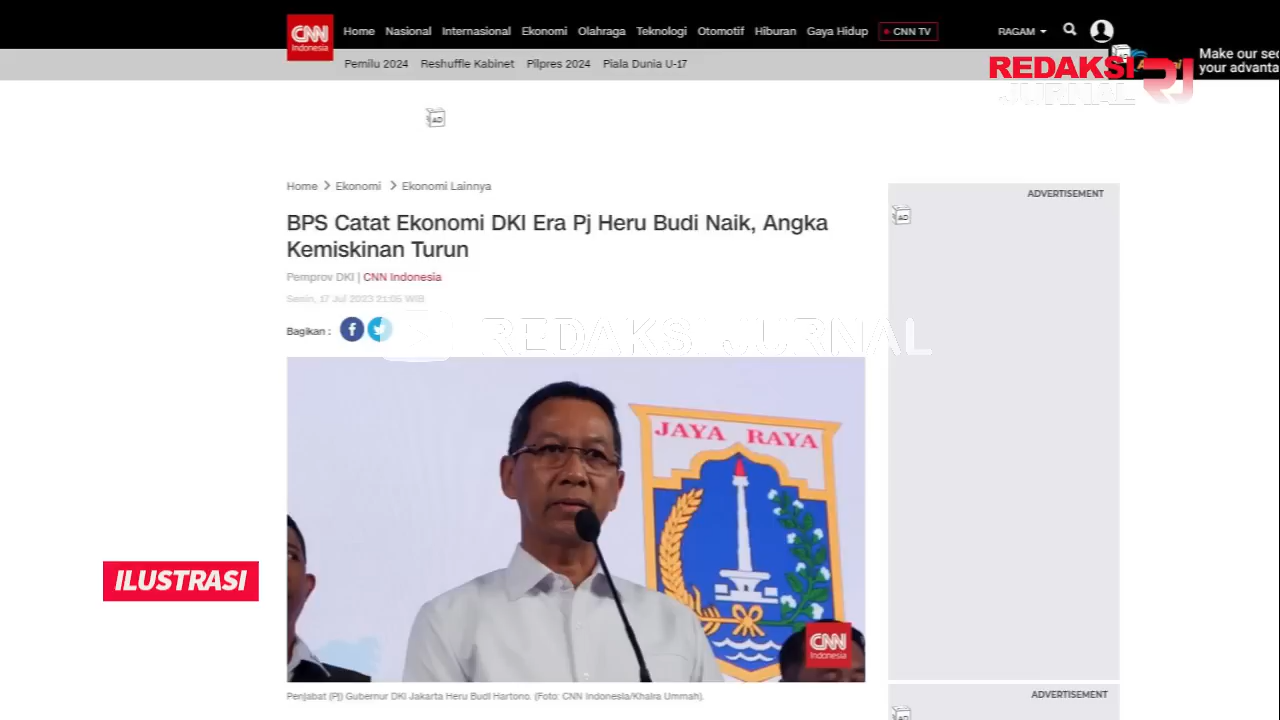 CNN
Indonesia
Home Nasional Internasional Ekonomi Olahraga Teknologi Otomotif Hiburan Gaya Hidup CNN TV RAGAM
Pemilu 2024 Reshuffle Kabinet Pilpres 2024 Piala Dunia U-17
Make our sec
your advanta
REDAKSI
JURNAL
AD
Home > Ekonomi > Ekonomi Lainnya
ADVERTISEMENT
AD
BPS Catat Ekonomi DKI Era Pj Heru Budi Naik, Angka
Kemiskinan Turun
Pemprov DKI | CNN Indonesia
Senin, 17 Jul 2023 21:05 WIB
Bagikan :
REDAKSI JURNAL
JAYA RAYA
ILUSTRASI
CNN
Indonesia
Penjabat (Pj) Gubernur DKI Jakarta Heru Budi Hartono. (Foto: CNN Indonesia/Khaira Ummah).
ADVERTISEMENT
AD